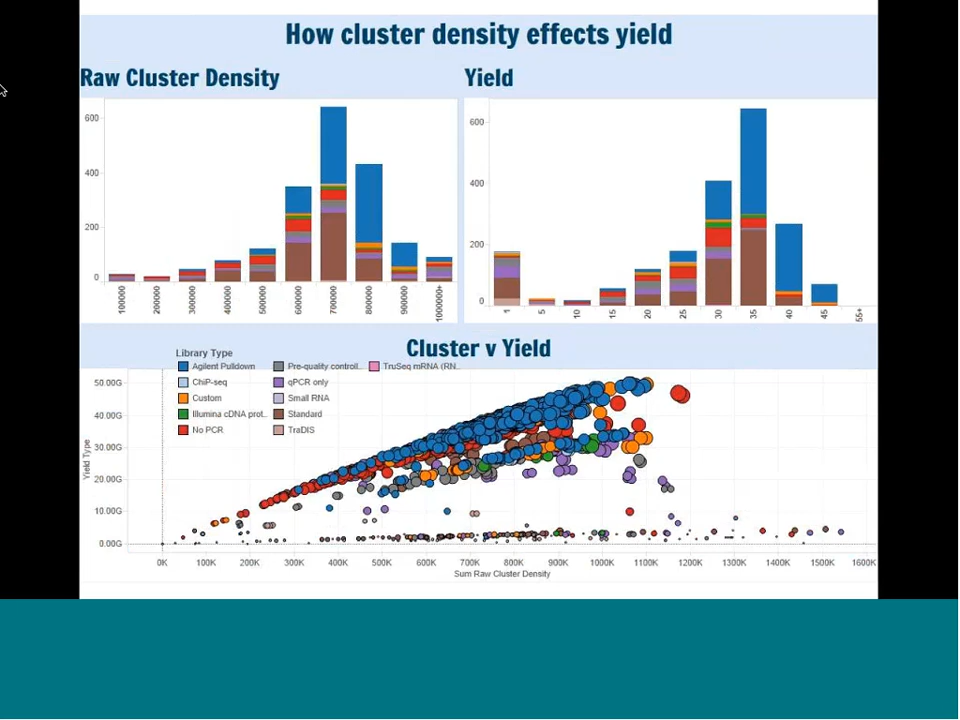 How cluster density effects yield
Raw Cluster Density
Yield
600
400
200
0
100000
200000
300000
400000
500000
600000
700000
800000
900000
100000+
600
400
200
0
1
5
10
15
20
25
30
35
40
45
55+
Cluster v Yield
Library Type
Agilent Pulldown
ChiP-seq
Custom
Illumina cDNA prot..
No PCR
Pre-quality controll..
qPCR only
Small RNA
Standard
TraDIS
TruSeq mRNA (RN..
Yield Type
50.00G
40.00G
30.00G
20.00G
10.00G
0.00G
0K 100K 200K 300K 400K 500K 600K 700K 800K 900K 1000K 1100K 1200K 1300K 1400K 1500K 1600K
Sum Raw Cluster Density